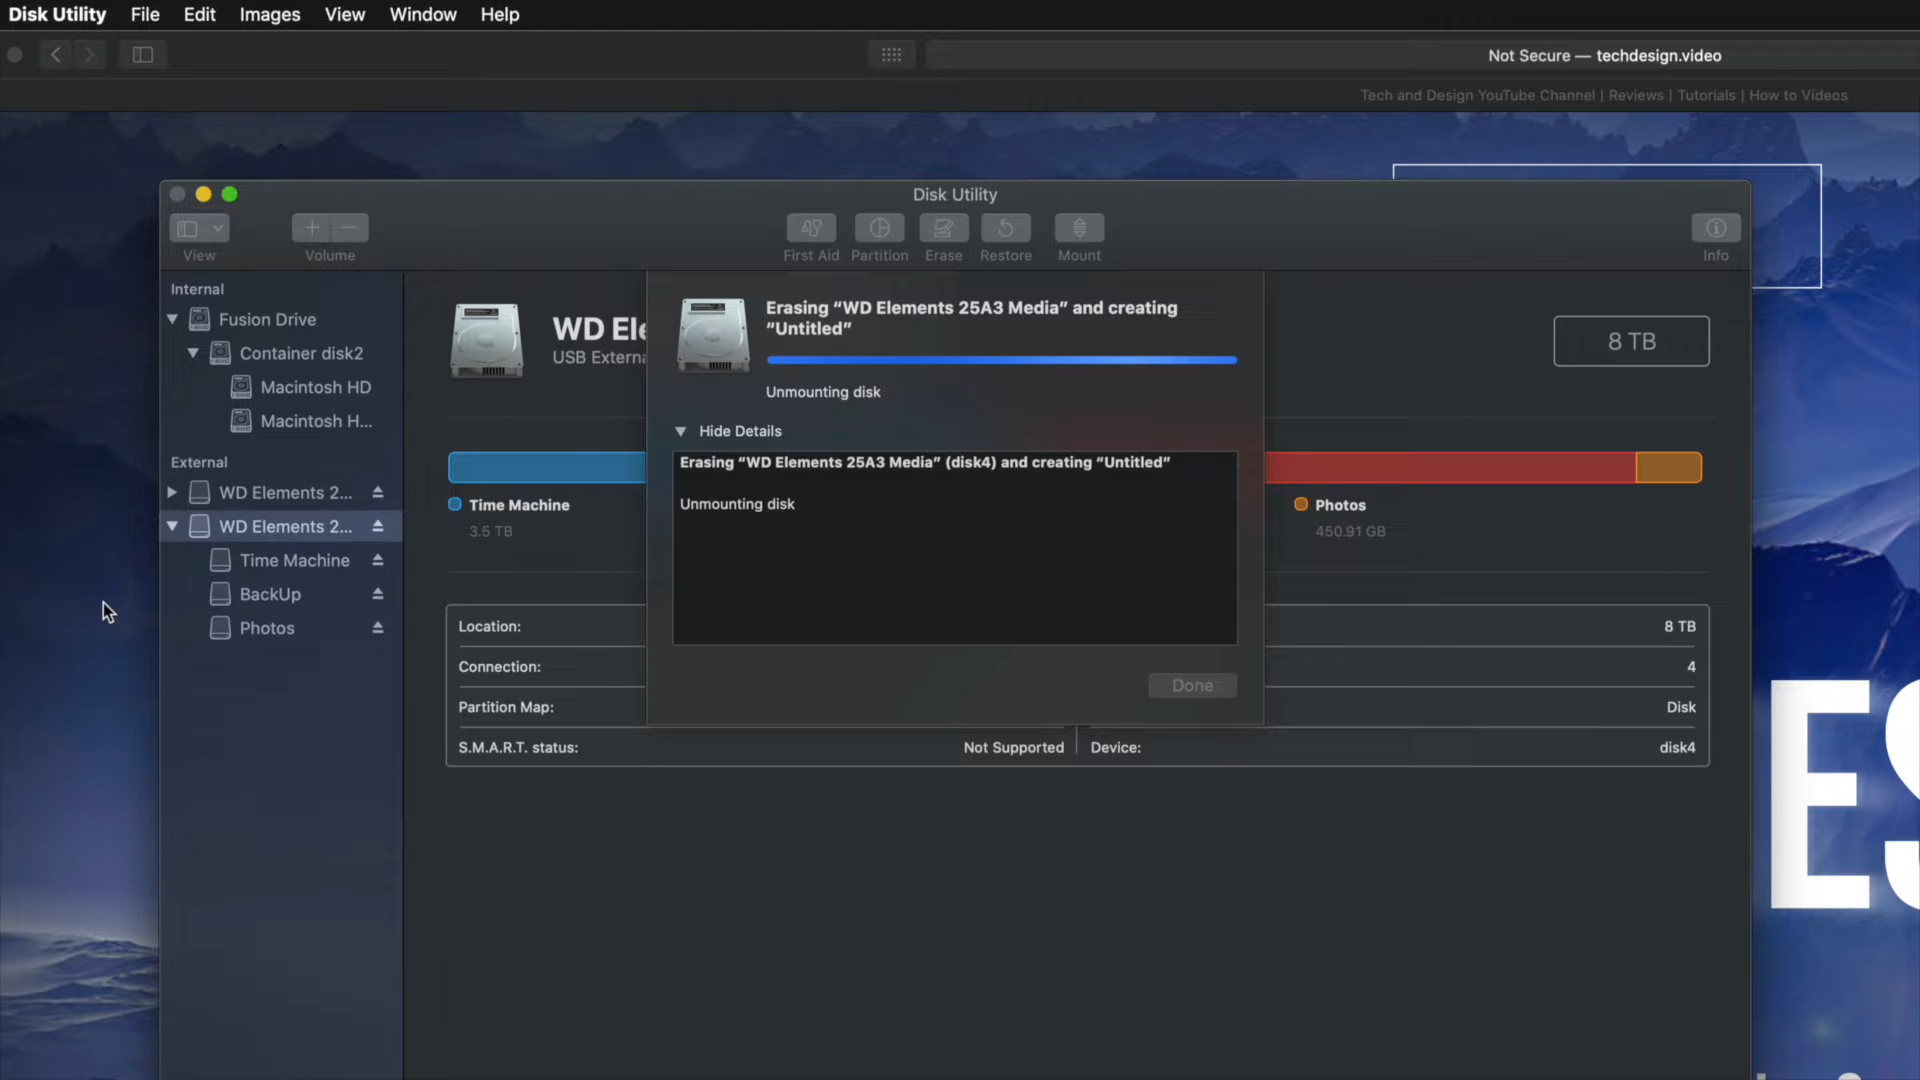 Disk Utility File Edit Images View Window Help
Not Secure — techdesign.video
Tech and Design YouTube Channel | Reviews | Tutorials | How to Videos
Disk Utility
View Volume First Aid Partition Erase Restore Mount Info
Internal
Fusion Drive
Container disk2
Macintosh HD
Macintosh H...
External
WD Elements 2...
WD Elements 2...
Time Machine
BackUp
Photos
WD Ele
USB Externa
8 TB
Erasing “WD Elements 25A3 Media” and creating
“Untitled”
Unmounting disk
Hide Details
Erasing “WD Elements 25A3 Media” (disk4) and creating “Untitled”
Unmounting disk
Done
Time Machine
3.5 TB
Photos
450.91 GB
Location:
8 TB
Connection:
4
Partition Map:
Disk
S.M.A.R.T. status: Not Supported
Device: disk4
ES